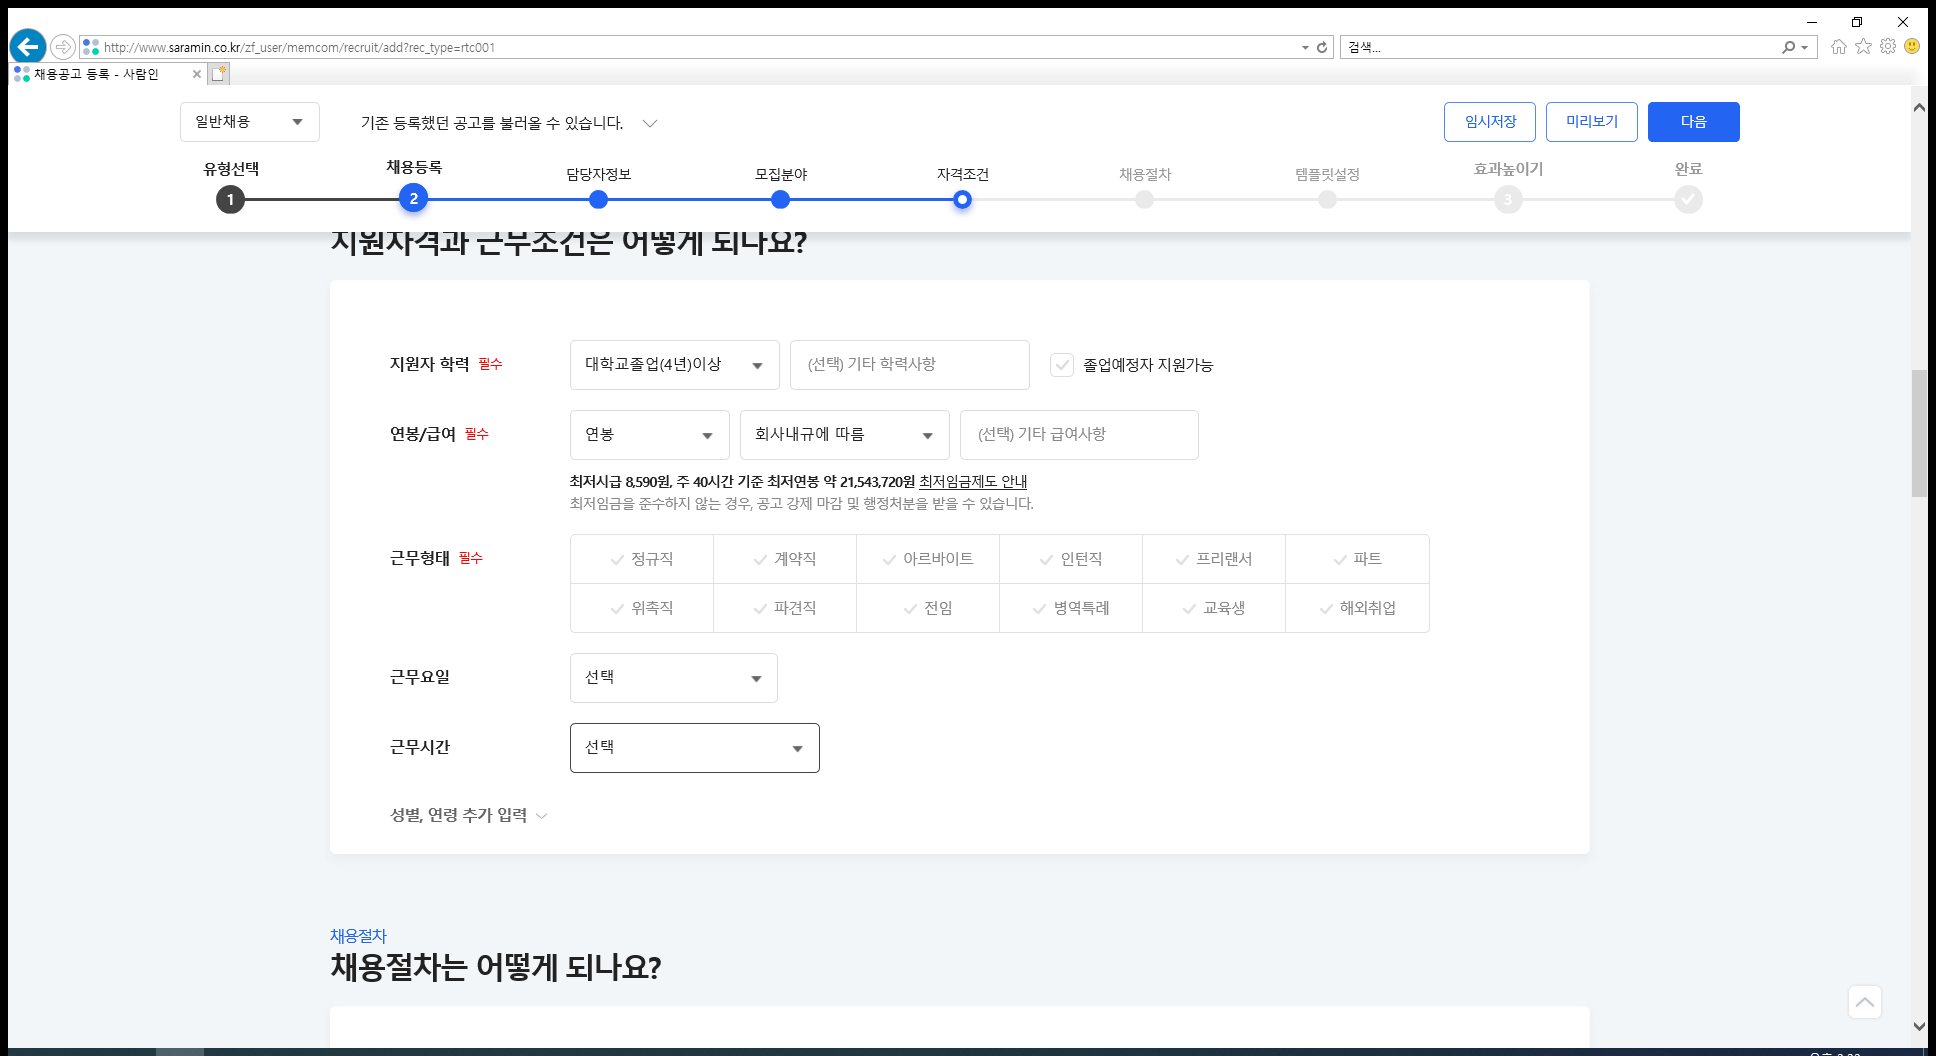 http://www.saramin.co.kr/zf_user/memcom/recruit/add?rec_type=rtc001
검색...
채용공고 등록 - 사람인
일반채용
기존 등록했던 공고를 불러올 수 있습니다.
임시저장
미리보기
다음
유형선택
채용등록
담당자정보
모집분야
자격조건
채용절차
템플릿설정
효과높이기
완료
1
2
3
지원자격과 근무조건은 어떻게 되나요?
지원자 학력 필수
대학교졸업(4년)이상
(선택) 기타 학력사항
졸업예정자 지원가능
연봉/급여 필수
연봉
회사내규에 따름
(선택) 기타 급여사항
최저시급 8,590원, 주 40시간 기준 최저연봉 약 21,543,720원 최저임금제도 안내
최저임금을 준수하지 않는 경우, 공고 강제 마감 및 행정처분을 받을 수 있습니다.
근무형태 필수
정규직 계약직 아르바이트 인턴직 프리랜서 파트
위촉직 파견직 전임 병역특례 교육생 해외취업
근무요일
선택
근무시간
선택
성별, 연령 추가 입력
채용절차
채용절차는 어떻게 되나요?